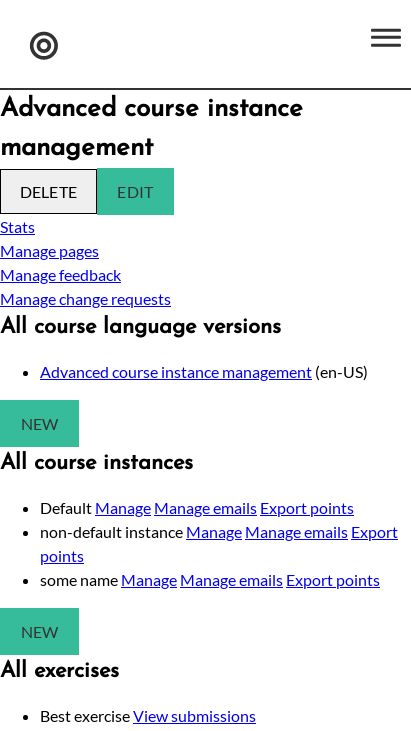 Advanced course instance
management
DELETE EDIT
Stats
Manage pages
Manage feedback
Manage change requests
All course language versions
Advanced course instance management (en-US)
NEW
All course instances
Default Manage Manage emails Export points
non-default instance Manage Manage emails Export
points
some name Manage Manage emails Export points
NEW
All exercises
Best exercise View submissions